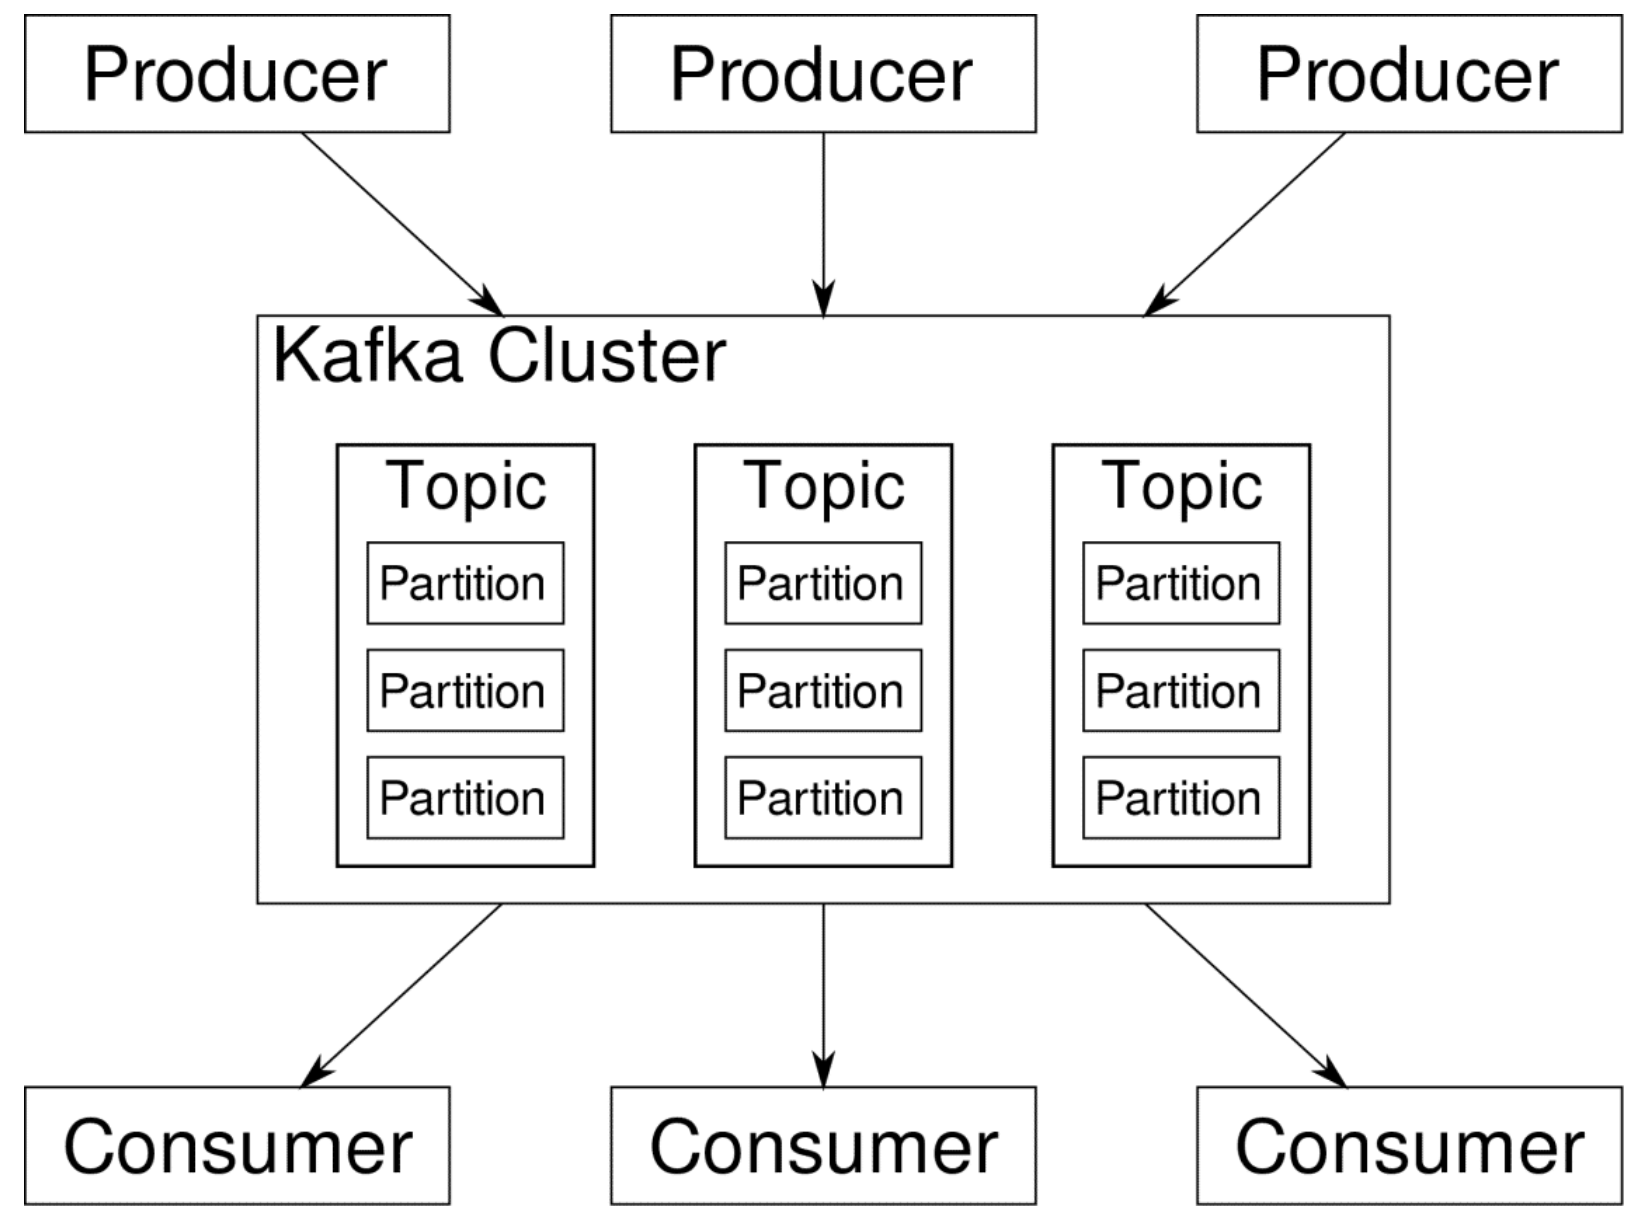 Producer
Producer
Producer
Kafka Cluster
Topic
Topic
Topic
Partition
Partition
Partition
Partition
Partition
Partition
Partition
Partition
Partition
Consumer
Consumer
Consumer